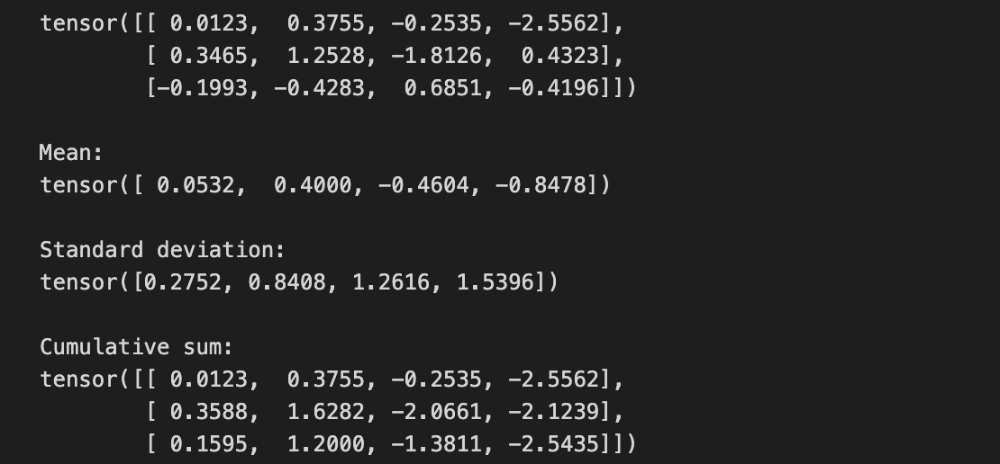 tensor([[ 0.0123,  0.3755, -0.2535, -2.5562],
        [ 0.3465,  1.2528, -1.8126,  0.4323],
        [-0.1993, -0.4283,  0.6851, -0.4196]])
Mean:
tensor([ 0.0532,  0.4000, -0.4604, -0.8478])
Standard deviation:
tensor([0.2752, 0.8408, 1.2616, 1.5396])
Cumulative sum:
tensor([[ 0.0123,  0.3755, -0.2535, -2.5562],
        [ 0.3588,  1.6282, -2.0661, -2.1239],
        [ 0.1595,  1.2000, -1.3811, -2.5435]])